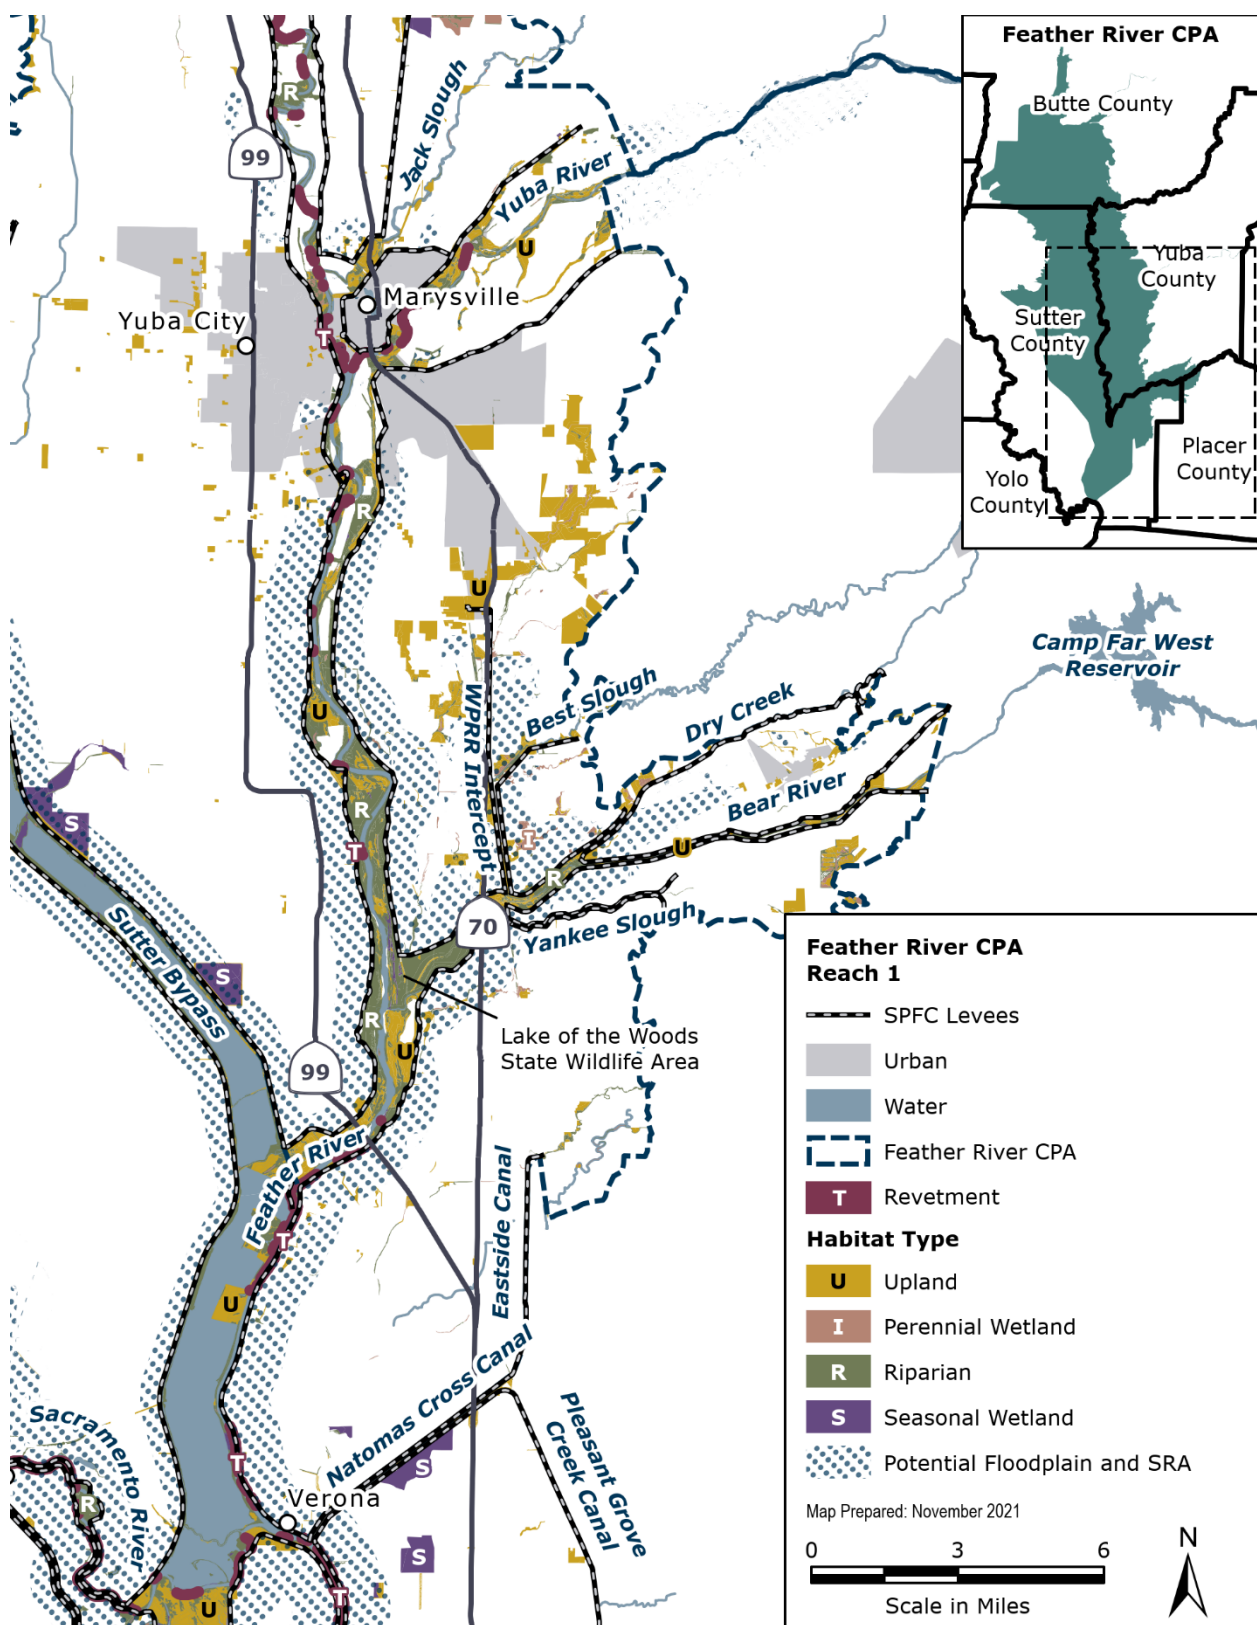 Feather River CPA
Butte County
Yuba
County
Sutter
County
Placer
County
Yolo
County
R
99
Jack Slough
Yuba River
U
Marysville
Yuba City
T
R
U
Camp Far West
Reservoir
Best Slough
Dry Creek
WPRR Intercept
U
Bear River
R
S
T
I
U
R
70
Yankee Slough
Sutter Bypass
S
R
Lake of the Woods
State Wildlife Area
U
99
Feather River
T
Eastside Canal
U
Natomas Cross Canal
Pleasant Grove
Creek Canal
Sacramento River
T
S
R
Verona
S
T
U
Feather River CPA
Reach 1
SPFC Levees
Urban
Water
Feather River CPA
T Revetment
Habitat Type
U Upland
I Perennial Wetland
R Riparian
S Seasonal Wetland
Potential Floodplain and SRA
Map Prepared: November 2021
0 3 6
Scale in Miles
N